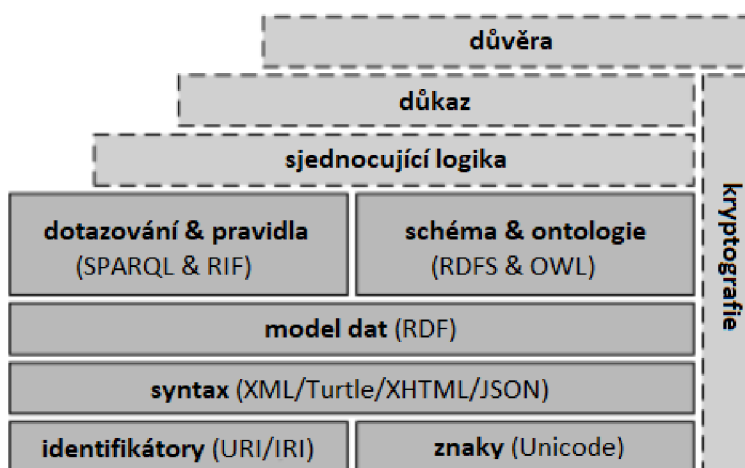 důvěra
důkaz
sjednocující logika
dotazování & pravidla
(SPARQL & RIF)
schéma & ontologie
(RDFS & OWL)
kryptografie
model dat (RDF)
syntax (XML/Turtle/XHTML/JSON)
identifikátory (URI/IRI)
znaky (Unicode)